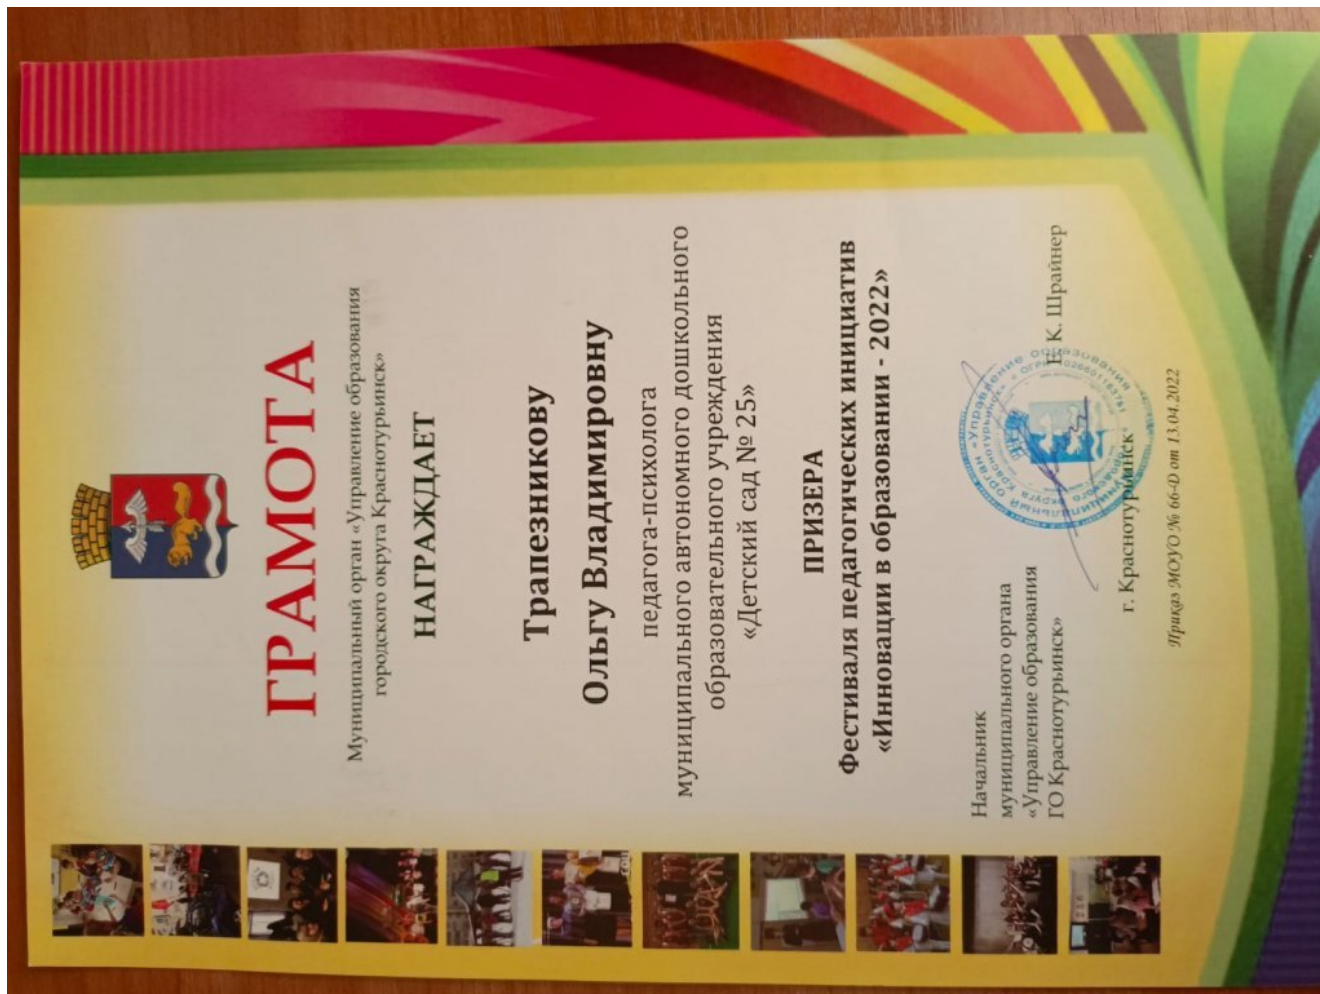 ГРАМОТА
Муниципальный орган «Управление образования
городского округа Краснотурьинск»
НАГРАЖДАЕТ
Трапезникову
Ольгу Владимировну
педагога-психолога
муниципального автономного дошкольного
образовательного учреждения
«Детский сад № 25»
ПРИЗЕРА
Фестиваля педагогических инициатив
«Инновации в образовании - 2022»
Начальник
муниципального органа
«Управление образования
ГО Краснотурьинск»
К. Шрайнер
г. Краснотурьинск
Приказ МОУО № 66-D от 13.04.2022